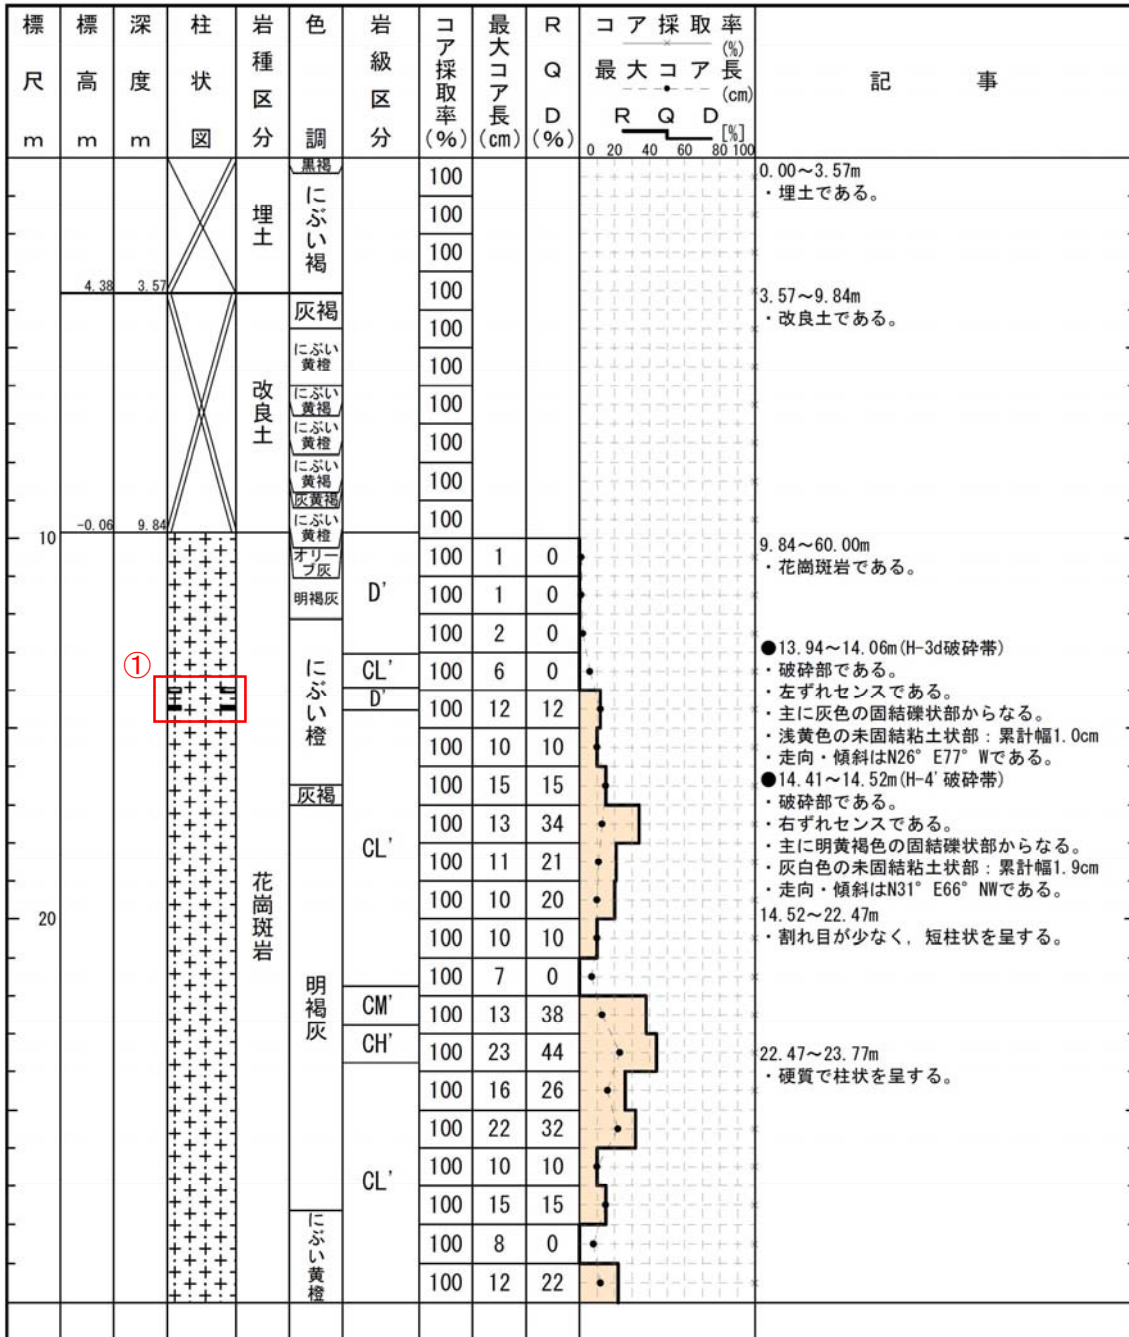 標尺m
標高m
深度m
柱状図
岩種区分
色調
岩級区分
コア採取率(%)
最大コア長(cm)
RQD(%)
コア採取率
(%)
最大コア長
(cm)
RQD
[%]
0 20 40 60 80 100
記事
埋土
黒褐
にぶい褐
100
100
100
100
4.38 3.57
0.00～3.57m
・埋土である。
改良土
灰褐
にぶい黄橙
にぶい黄褐
にぶい黄橙
にぶい黄褐
灰黄褐
にぶい黄橙
100
100
100
100
100
100
-0.06 9.84
3.57～9.84m
・改良土である。
10
花崗斑岩
オリーブ灰
明褐灰
にぶい橙
灰褐
明褐灰
にぶい黄橙
D'
CL'
D'
CL'
CM'
CH'
CL'
①
20
100 1 0
100 1 0
100 2 0
100 6 0
100 12 12
100 10 10
100 15 15
100 13 34
100 11 21
100 10 20
100 10 10
100 7 0
100 13 38
100 23 44
100 16 26
100 22 32
100 10 10
100 15 15
100 8 0
100 12 22
9.84～60.00m
・花崗斑岩である。
●13.94～14.06m(H-3d破砕帯)
・破砕部である。
・左ずれセンスである。
・主に灰色の固結礫状部からなる。
・浅黄色の未固結粘土状部：累計幅1.0cm
・走向・傾斜はN26°E77°Wである。
●14.41～14.52m(H-4'破砕帯)
・破砕部である。
・右ずれセンスである。
・主に明黄褐色の固結礫状部からなる。
・灰白色の未固結粘土状部：累計幅1.9cm
・走向・傾斜はN31°E66°NWである。
14.52～22.47m
・割れ目が少なく，短柱状を呈する。
22.47～23.77m
・硬質で柱状を呈する。